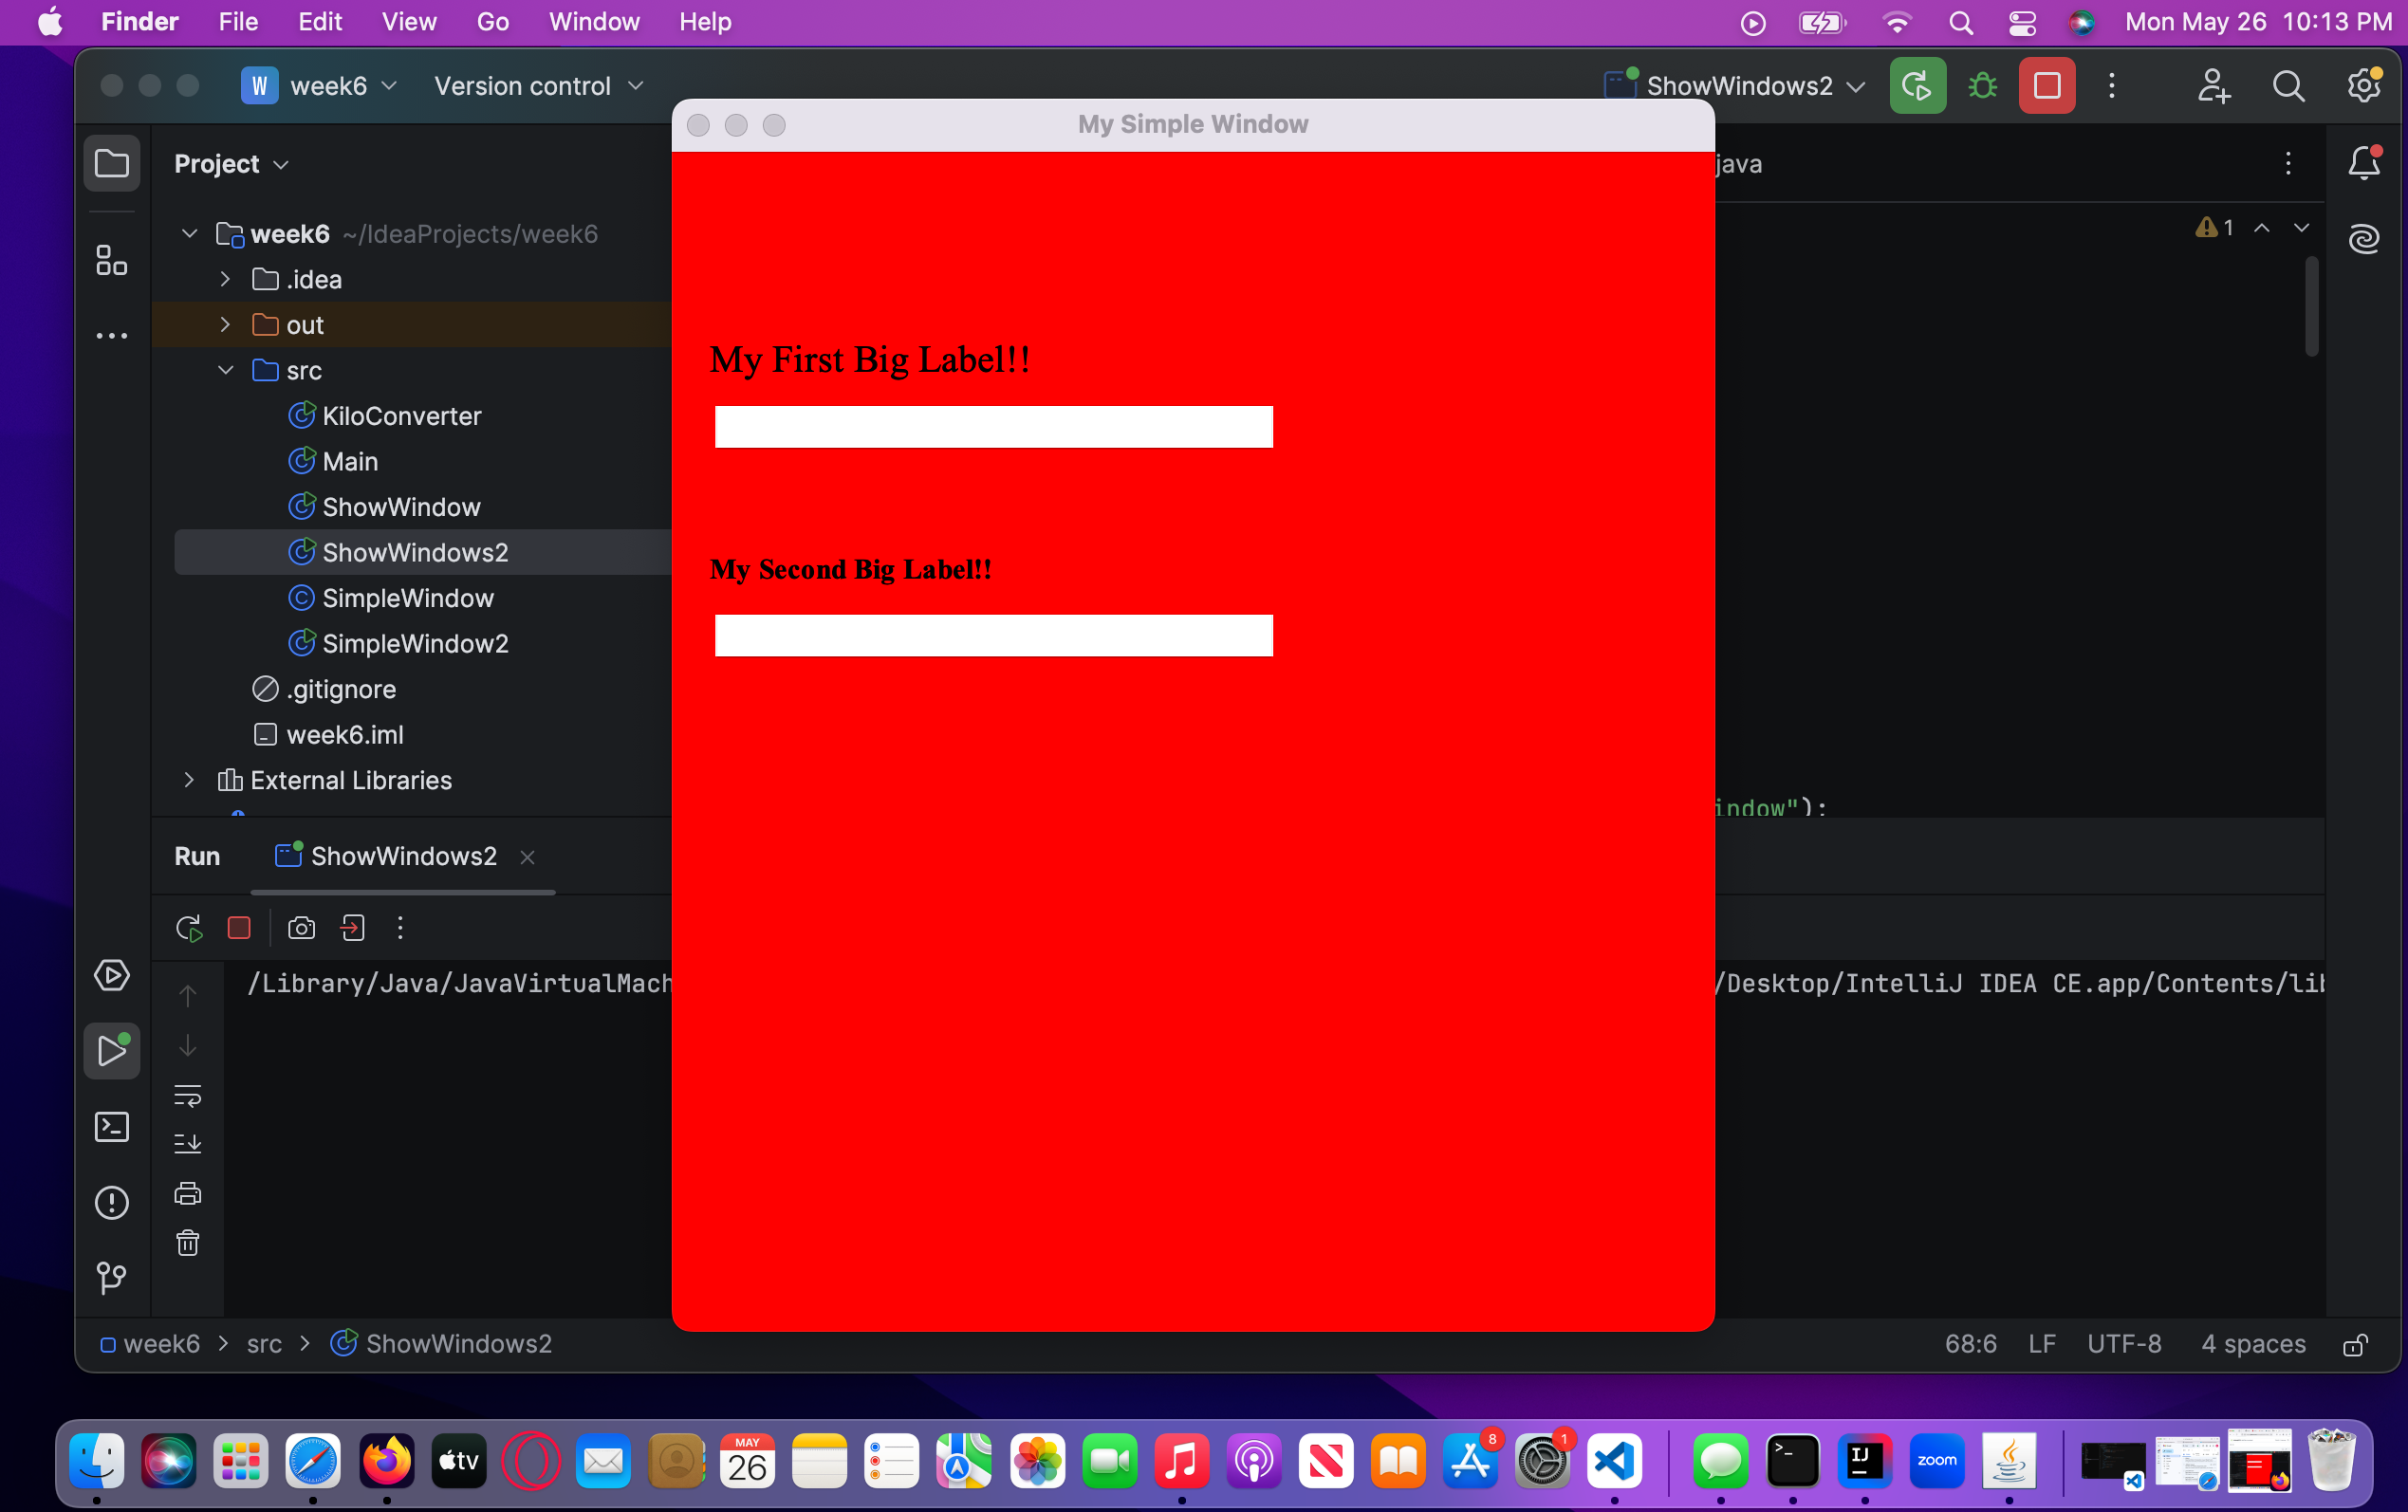 Finder File Edit View Go Window Help Mon May 26 10:13 PM
W week6 Version control ShowWindows2
My Simple Window
Project
java
week6 ~/IdeaProjects/week6
1
.idea
out
src
My First Big Label!!
KiloConverter
Main
ShowWindow
ShowWindows2
My Second Big Label!!
SimpleWindow
SimpleWindow2
.gitignore
week6.iml
External Libraries
indow");
Run ShowWindows2
/Library/Java/JavaVirtualMach
/Desktop/IntelliJ IDEA CE.app/Contents/lib
week6 > src > ShowWindows2 68:6 LF UTF-8 4 spaces
tv
MAY
26
8
1
>_
IJ
zoom